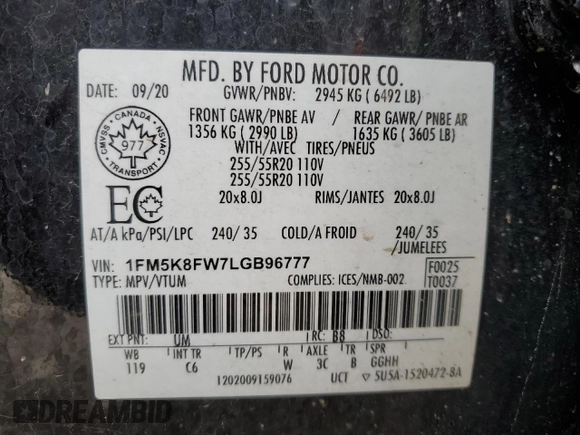 MFD. BY FORD MOTOR CO.
DATE: 09/20 GVWR/PNBV: 2945 KG ( 6492 LB)
FRONT GAWR/PNBE AV / REAR GAWR/ PNBE AR
1356 KG ( 2990 LB) 1635 KG ( 3605 LB)
WITH/AVEC TIRES/PNEUS
255/55R20 110V
255/55R20 110V
20x8.0J RIMS/JANTES 20x8.0J
CMVSS CANADA NSVAC
977
TRANSPORT
EC
AT/A kPa/PSI/LPC 240/ 35 COLD/A FROID 240/ 35
/JUMELEES
VIN: 1FM5K8FW7LGB96777 F0025
TYPE: MPV/VTUM COMPLIES: ICES/NMB-002 T0037
EXT PNT: UM RC: B8 DSO:
WB INT TR TP/PS R AXLE TR SPR
119 C6 W 3C B GGHH
1202009159076 UCT ▽ 5U5A-1520472-BA
DREAMBID